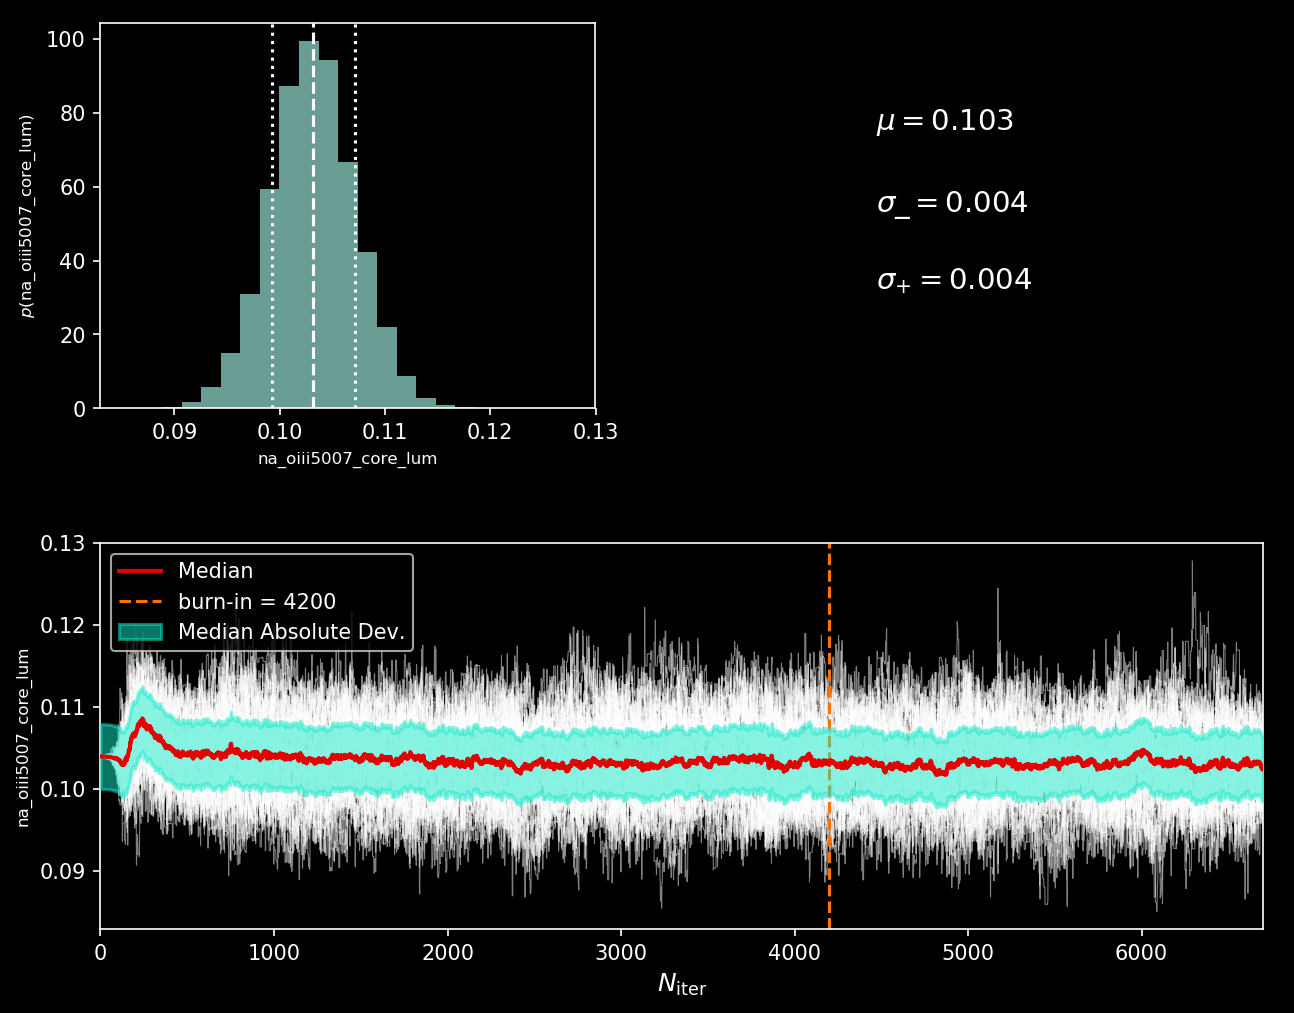 100
80
60
40
20
0
p(na_oiii5007_core_lum)
0.09 0.10 0.11 0.12 0.13
na_oiii5007_core_lum
μ = 0.103
σ₋ = 0.004
σ₊ = 0.004
0.13
0.12
0.11
0.10
0.09
na_oiii5007_core_lum
Median
burn-in = 4200
Median Absolute Dev.
0 1000 2000 3000 4000 5000 6000
N_iter